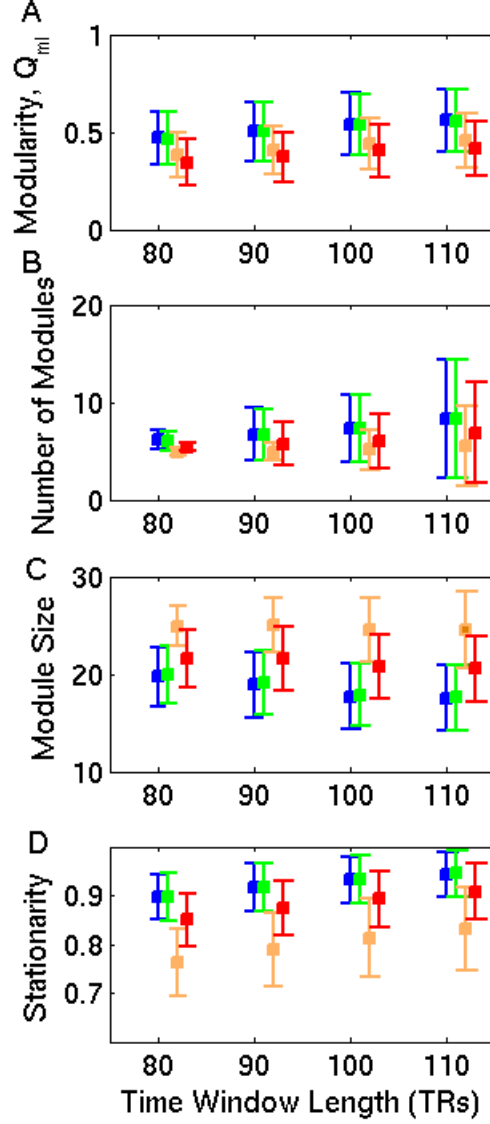 A
Modularity, Qml
1
0.5
0
80 90 100 110
B
Number of Modules
20
10
0
80 90 100 110
C
Module Size
30
20
10
80 90 100 110
D
Stationarity
0.9
0.8
0.7
80 90 100 110
Time Window Length (TRs)